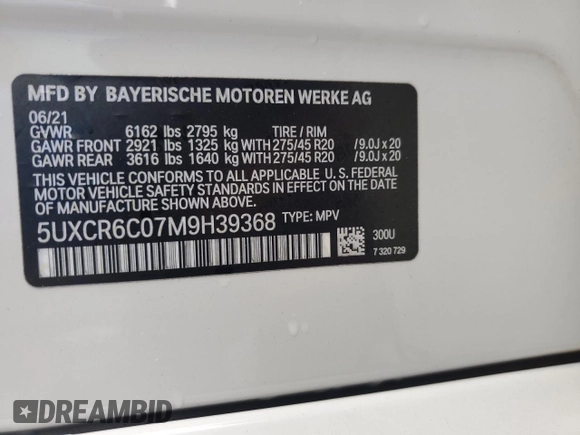 MFD BY BAYERISCHE MOTOREN WERKE AG
06/21
GVWR 6162 lbs 2795 kg TIRE / RIM
GAWR FRONT 2921 lbs 1325 kg WITH 275/45 R20 /9.0J x 20
GAWR REAR 3616 lbs 1640 kg WITH 275/45 R20 /9.0J x 20
THIS VEHICLE CONFORMS TO ALL APPLICABLE U. S. FEDERAL
MOTOR VEHICLE SAFETY STANDARDS IN EFFECT ON THE
DATE OF MANUFACTURE SHOWN ABOVE.
5UXCR6C07M9H39368 TYPE: MPV
300U
7 320 729
DREAMBID